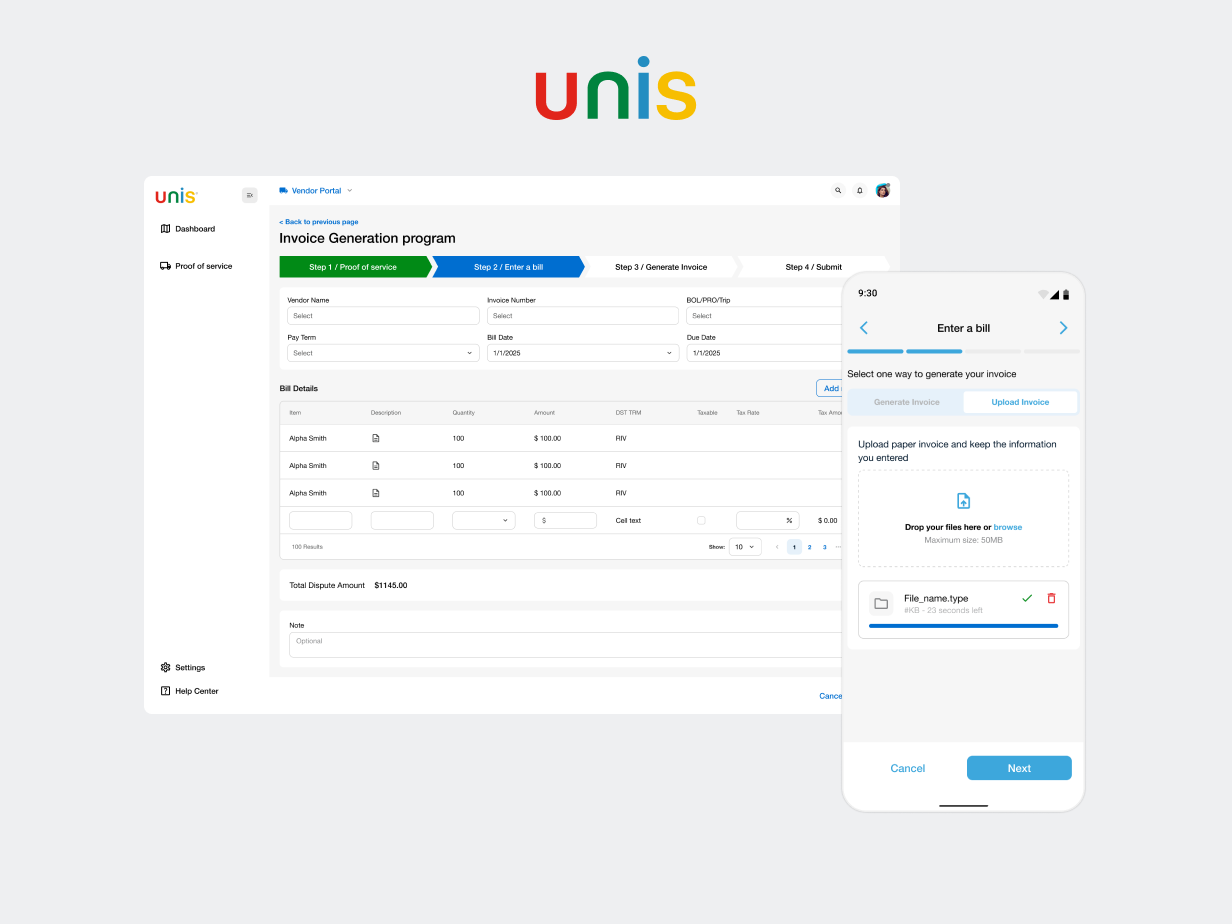 unis
unis
Vendor Portal
Dashboard
Proof of service
Settings
Help Center
< Back to previous page
Invoice Generation program
Step 1 / Proof of service
Step 2 / Enter a bill
Step 3 / Generate Invoice
Step 4 / Submit
Vendor Name
Invoice Number
BOL/PRO/Trip
Select
Select
Select
Pay Term
Bill Date
Due Date
Select
1/1/2025
1/1/2025
Bill Details
Add
Item Description Quantity Amount DST TRM Taxable Tax Rate Tax Amo
Alpha Smith 100 $ 100.00 RIV
Alpha Smith 100 $ 100.00 RIV
Alpha Smith 100 $ 100.00 RIV
$ Cell text % $ 0.00
100 Results
Show: 10 ‹ 1 2 3 ...
Total Dispute Amount $1145.00
Note
Optional
Cance
9:30
Enter a bill
Select one way to generate your invoice
Generate Invoice
Upload Invoice
Upload paper invoice and keep the information
you entered
Drop your files here or browse
Maximum size: 50MB
File_name.type
#KB - 23 seconds left
Cancel
Next